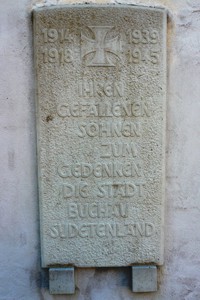 1914 1939
1918 1945
IHREN
GEFALLENEN
SÖHNEN
ZUM
GEDENKEN
DIE STADT
BUCHAU
SUDETENLAND